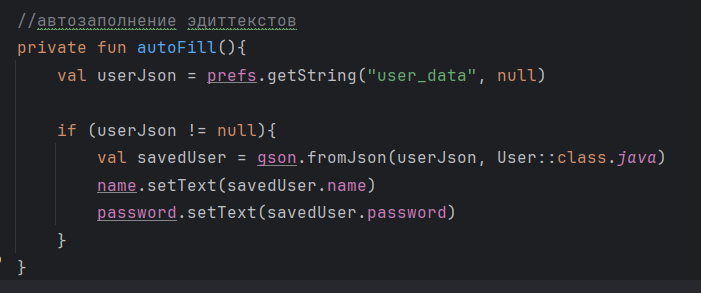 //автозаполнение эдиттекстов
private fun autoFill(){
val userJson = prefs.getString("user_data", null)
if (userJson != null){
val savedUser = gson.fromJson(userJson, User::class.java)
name.setText(savedUser.name)
password.setText(savedUser.password)
}
}